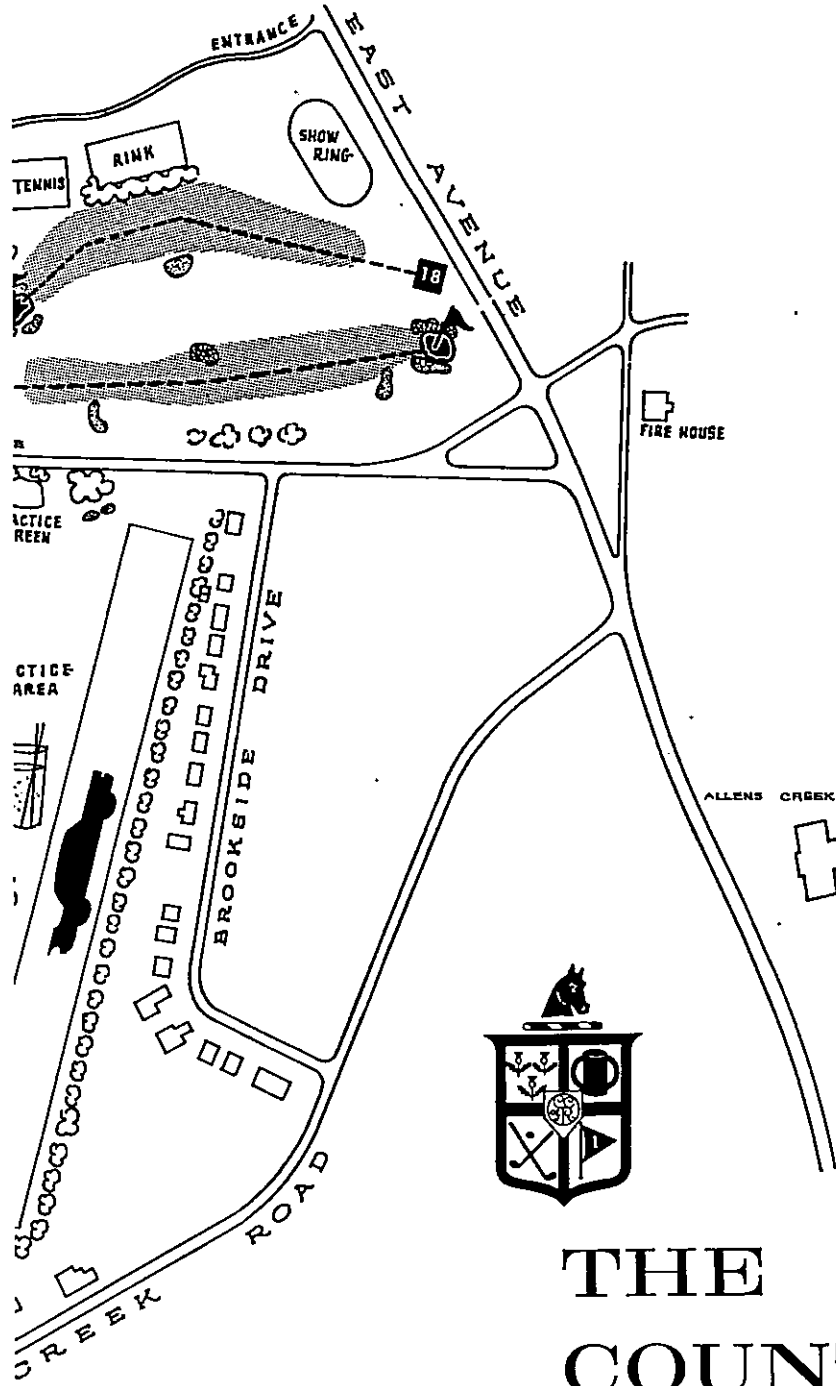 ENTRANCE
EAST AVENUE
SHOW
RING
RINK
TENNIS
18
FIRE HOUSE
R
ACTICE
REEN
CTICE
AREA
BROOKSIDE DRIVE
ALLENS CREEK
CREEK ROAD
THE
COUN